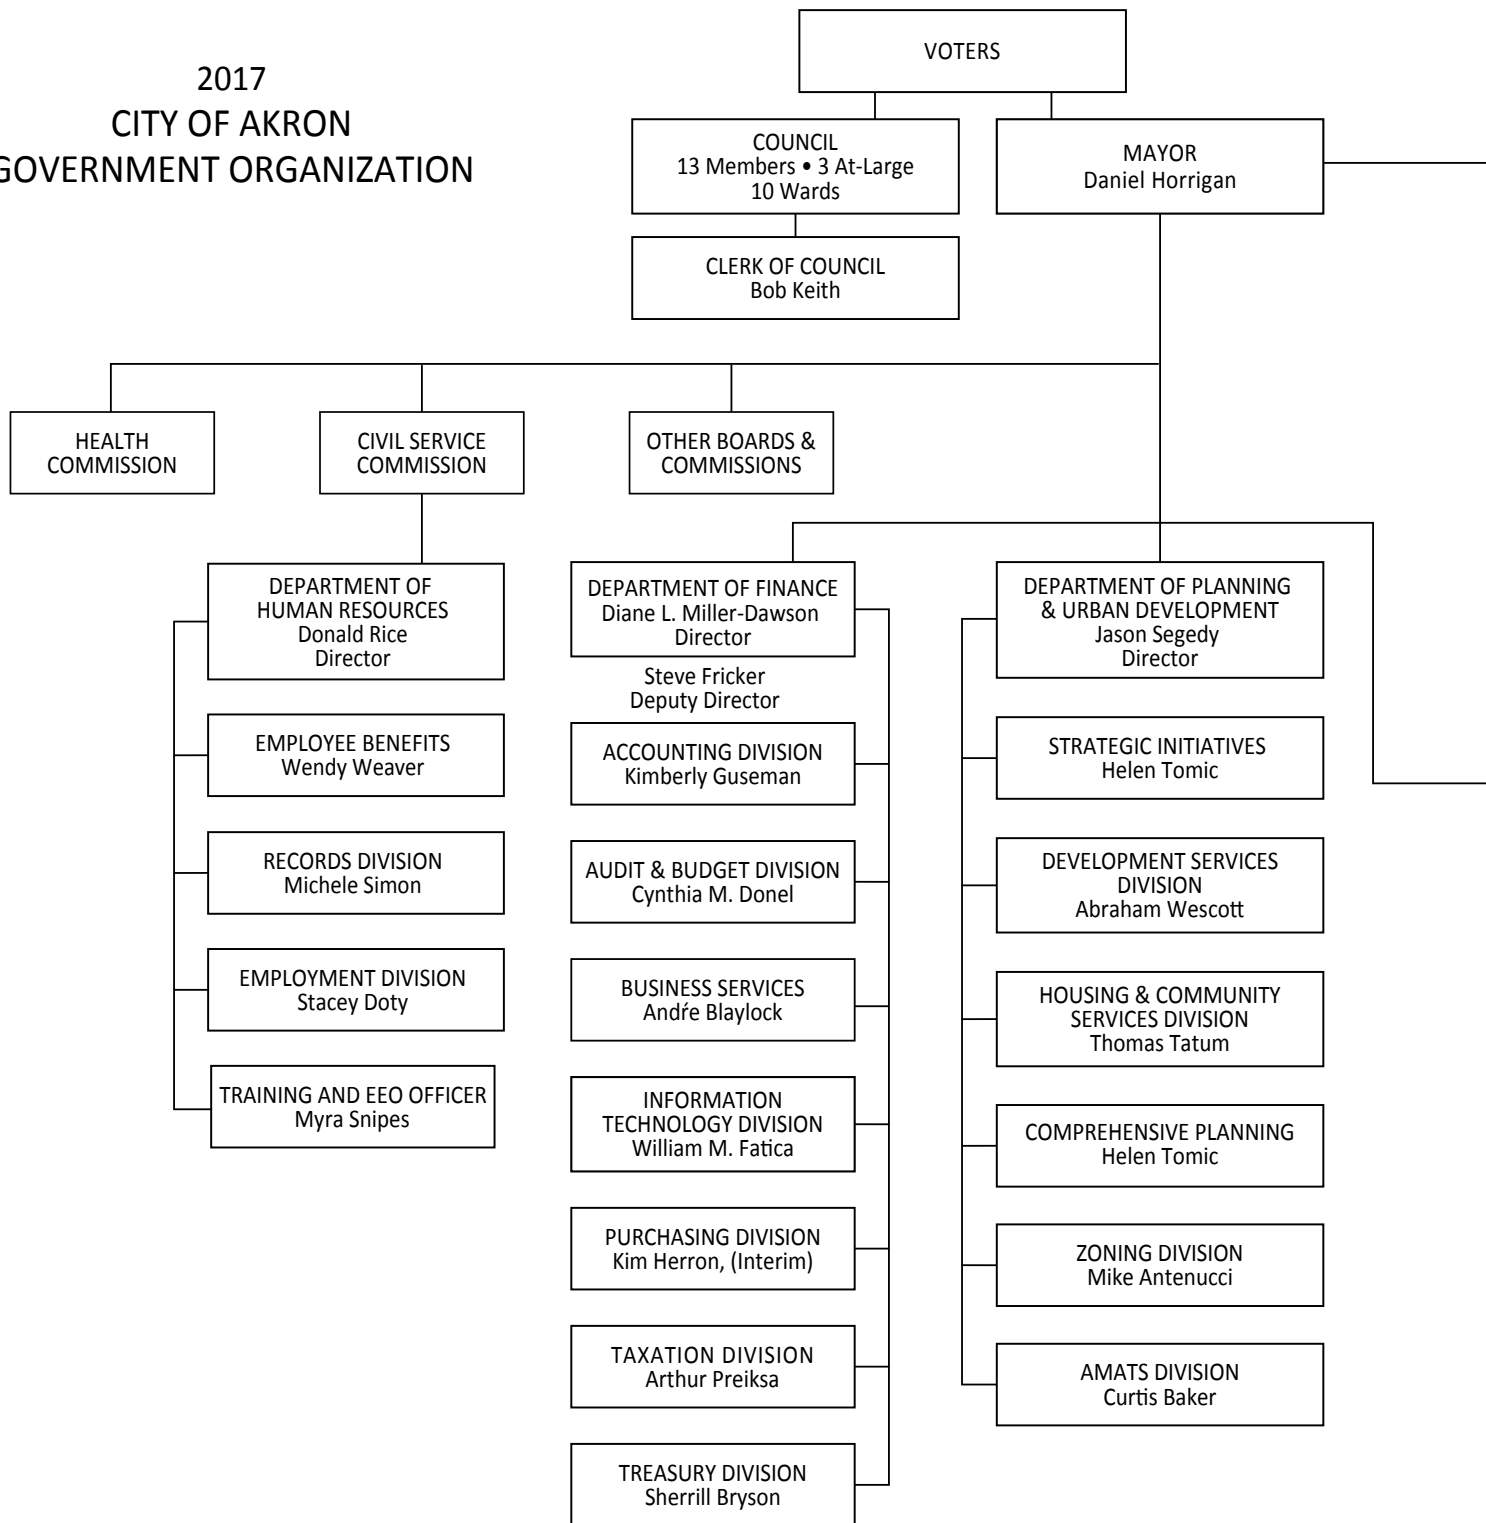 2017
CITY OF AKRON
GOVERNMENT ORGANIZATION
VOTERS
COUNCIL
13 Members • 3 At-Large
10 Wards
MAYOR
Daniel Horrigan
CLERK OF COUNCIL
Bob Keith
HEALTH
COMMISSION
CIVIL SERVICE
COMMISSION
OTHER BOARDS &
COMMISSIONS
DEPARTMENT OF
HUMAN RESOURCES
Donald Rice
Director
EMPLOYEE BENEFITS
Wendy Weaver
RECORDS DIVISION
Michele Simon
EMPLOYMENT DIVISION
Stacey Doty
TRAINING AND EEO OFFICER
Myra Snipes
DEPARTMENT OF FINANCE
Diane L. Miller-Dawson
Director
Steve Fricker
Deputy Director
ACCOUNTING DIVISION
Kimberly Guseman
AUDIT & BUDGET DIVISION
Cynthia M. Donel
BUSINESS SERVICES
Andŕe Blaylock
INFORMATION
TECHNOLOGY DIVISION
William M. Fatica
PURCHASING DIVISION
Kim Herron, (Interim)
TAXATION DIVISION
Arthur Preiksa
TREASURY DIVISION
Sherrill Bryson
DEPARTMENT OF PLANNING
& URBAN DEVELOPMENT
Jason Segedy
Director
STRATEGIC INITIATIVES
Helen Tomic
DEVELOPMENT SERVICES
DIVISION
Abraham Wescott
HOUSING & COMMUNITY
SERVICES DIVISION
Thomas Tatum
COMPREHENSIVE PLANNING
Helen Tomic
ZONING DIVISION
Mike Antenucci
AMATS DIVISION
Curtis Baker